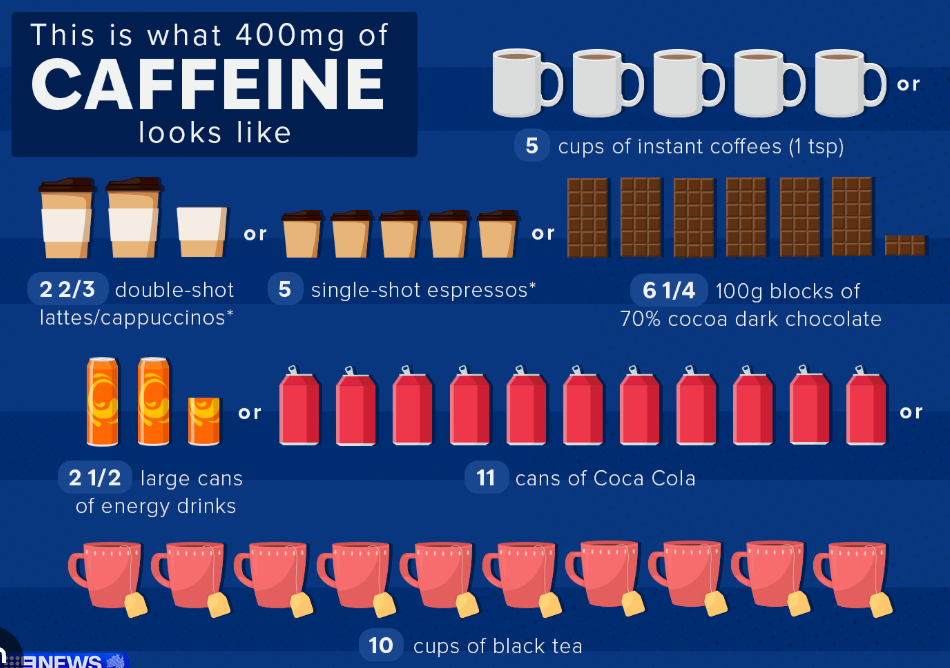 This is what 400mg of
CAFFEINE
looks like
or
5 cups of instant coffees (1 tsp)
or
or
2 2/3 double-shot
lattes/cappuccinos*
5 single-shot espressos*
6 1/4 100g blocks of
70% cocoa dark chocolate
or
or
2 1/2 large cans
of energy drinks
11 cans of Coca Cola
10 cups of black tea
NEWS